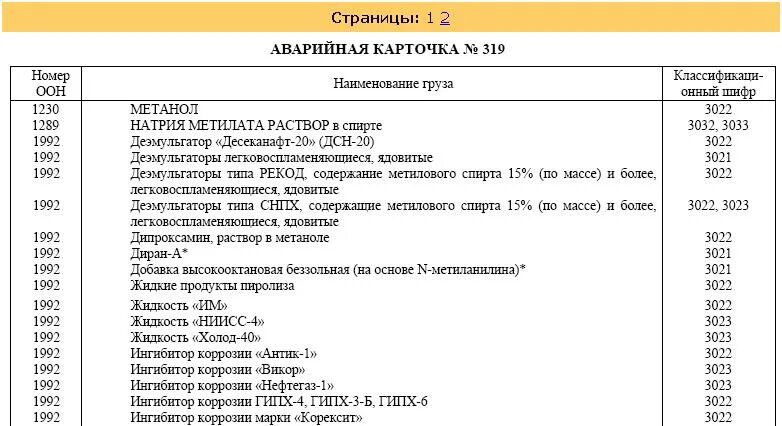 Страницы: 1 2
АВАРИЙНАЯ КАРТОЧКА № 319
Номер ООН Наименование груза Классификаци-онный шифр
1230 МЕТАНОЛ 3022
1289 НАТРИЯ МЕТИЛАТА РАСТВОР в спирте 3032, 3033
1992 Деэмульгатор «Десеканафт-20» (ДСН-20) 3022
1992 Деэмульгаторы легковоспламеняющиеся, ядовитые 3021
1992 Деэмульгаторы типа РЕКОД, содержание метилового спирта 15% (по массе) и более, 3022
легковоспламеняющиеся, ядовитые
1992 Деэмульгаторы типа СНПХ, содержащие метилового спирта 15% (по массе) и более, 3022, 3023
легковоспламеняющиеся, ядовитые
1992 Дипроксамин, раствор в метаноле 3022
1992 Диран-А* 3021
1992 Добавка высокооктановая беззольная (на основе N-метиланилина)* 3021
1992 Жидкие продукты пиролиза 3022
1992 Жидкость «ИМ» 3022
1992 Жидкость «НИИСС-4» 3023
1992 Жидкость «Холод-40» 3023
1992 Ингибитор коррозии «Антик-1» 3022
1992 Ингибитор коррозии «Викор» 3023
1992 Ингибитор коррозии «Нефтегаз-1» 3023
1992 Ингибитор коррозии ГИПХ-4, ГИПХ-3-Б, ГИПХ-6 3022
1992 Ингибитор коррозии марки «Корексит» 3022